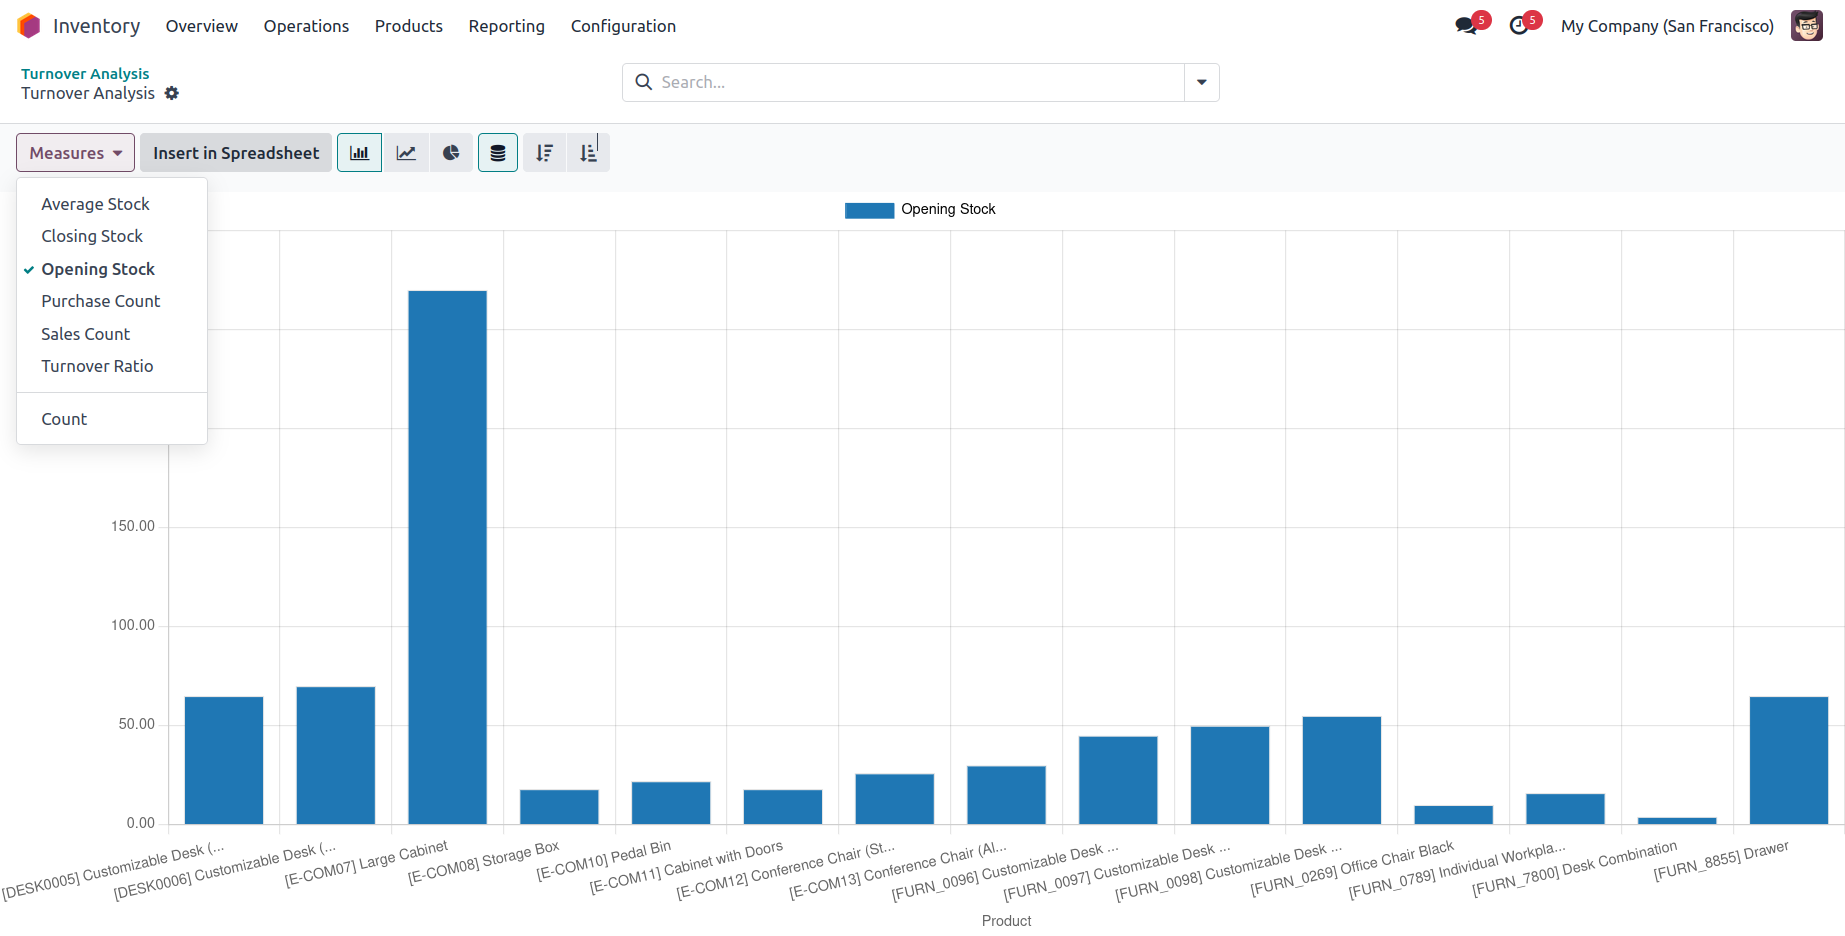 Inventory Overview Operations Products Reporting Configuration 5 5 My Company (San Francisco)
Turnover Analysis
Turnover Analysis
Search...
Measures Insert in Spreadsheet
Average Stock
Closing Stock
Opening Stock
Purchase Count
Sales Count
Turnover Ratio
Count
Opening Stock
150.00
100.00
50.00
0.00
[DESK0005] Customizable Desk (...
[DESK0006] Customizable Desk (...
[E-COM07] Large Cabinet
[E-COM08] Storage Box
[E-COM10] Pedal Bin
[E-COM11] Cabinet with Doors
[E-COM12] Conference Chair (St...
[E-COM13] Conference Chair (Al...
[FURN_0096] Customizable Desk ...
[FURN_0097] Customizable Desk ...
[FURN_0098] Customizable Desk ...
[FURN_0269] Office Chair Black
[FURN_0789] Individual Workpla...
[FURN_7800] Desk Combination
[FURN_8855] Drawer
Product